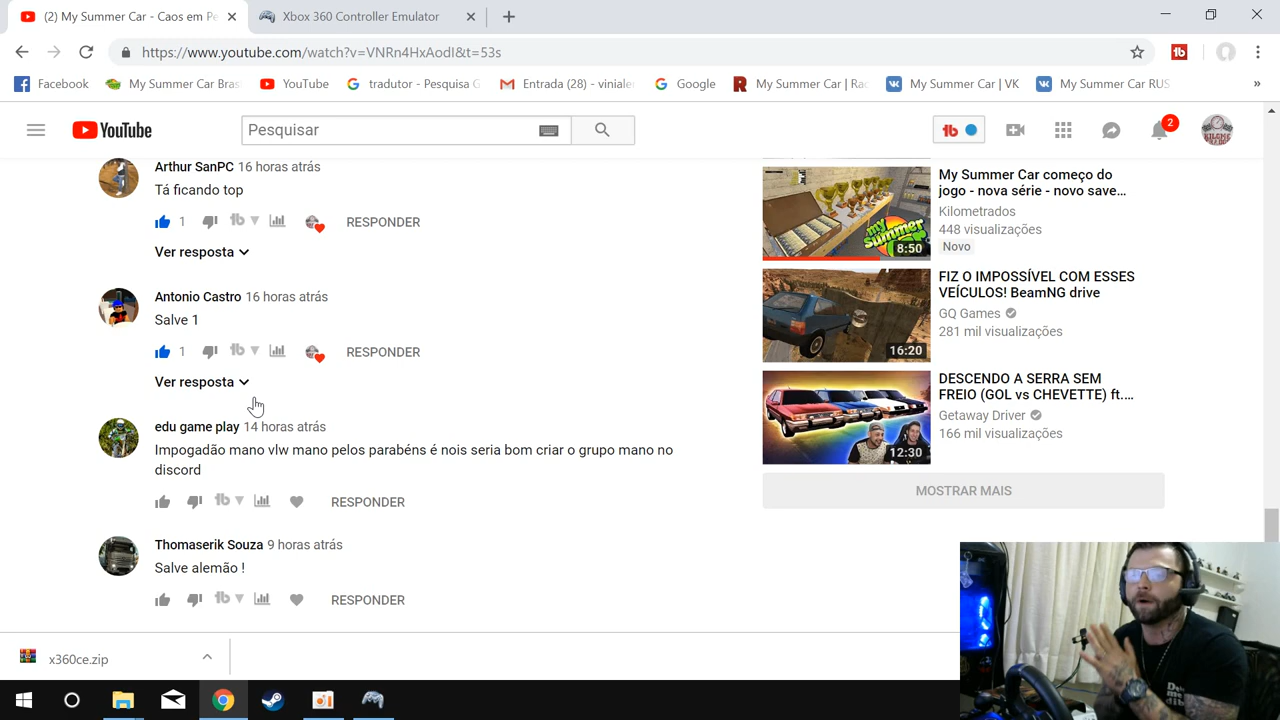 (2) My Summer Car - Caos em Pe
Xbox 360 Controller Emulator
https://www.youtube.com/watch?v=VNRn4HxAodI&t=53s
Facebook
My Summer Car Bras
YouTube
tradutor - Pesquisa G
Entrada (28) - viniale
Google
My Summer Car | Rac
My Summer Car | VK
My Summer Car RUS
YouTube
Pesquisar
2
Arthur SanPC 16 horas atrás
Tá ficando top
1 RESPONDER
Ver resposta
Antonio Castro 16 horas atrás
Salve 1
1 RESPONDER
Ver resposta
edu game play 14 horas atrás
Impogadão mano vlw mano pelos parabéns é nois seria bom criar o grupo mano no
discord
RESPONDER
Thomaserik Souza 9 horas atrás
Salve alemão !
RESPONDER
My Summer Car começo do
jogo - nova série - novo save...
Kilometrados
448 visualizações
Novo
my
summer
8:50
FIZ O IMPOSSÍVEL COM ESSES
VEÍCULOS! BeamNG drive
GQ Games
281 mil visualizações
16:20
DESCENDO A SERRA SEM
FREIO (GOL vs CHEVETTE) ft....
Getaway Driver
166 mil visualizações
12:30
MOSTRAR MAIS
x360ce.zip